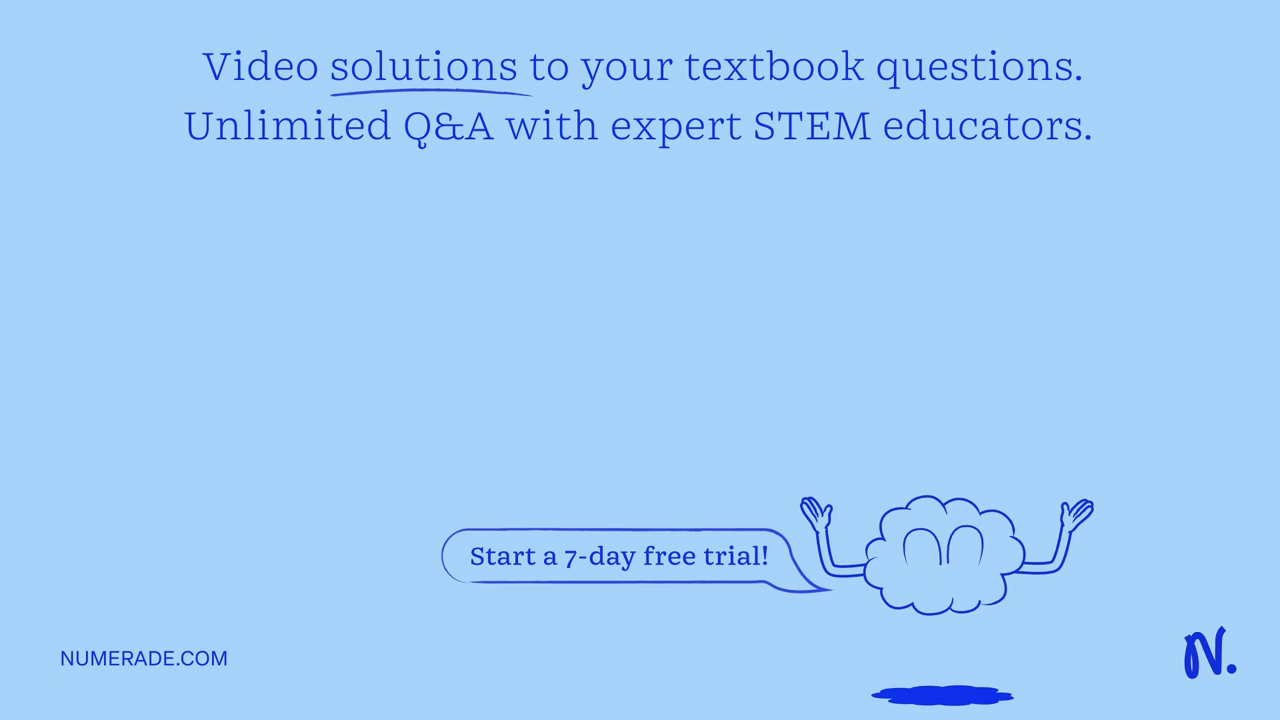 Video solutions to your textbook questions.
Unlimited Q&A with expert STEM educators.
Start a 7-day free trial!
NUMERADE.COM
N.